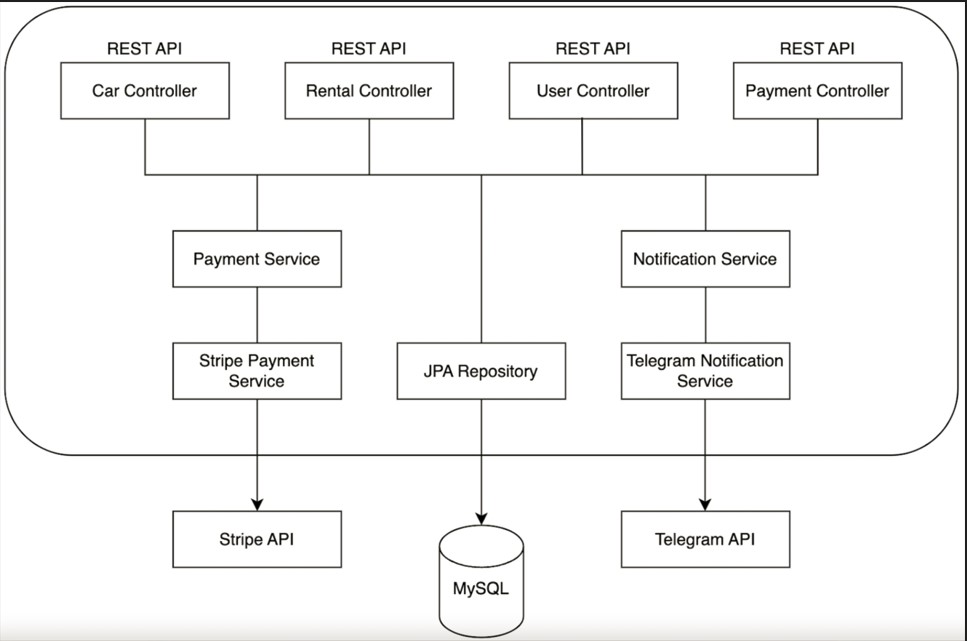 REST API
REST API
REST API
REST API
Car Controller
Rental Controller
User Controller
Payment Controller
Payment Service
Notification Service
Stripe Payment
Service
JPA Repository
Telegram Notification
Service
Stripe API
Telegram API
MySQL